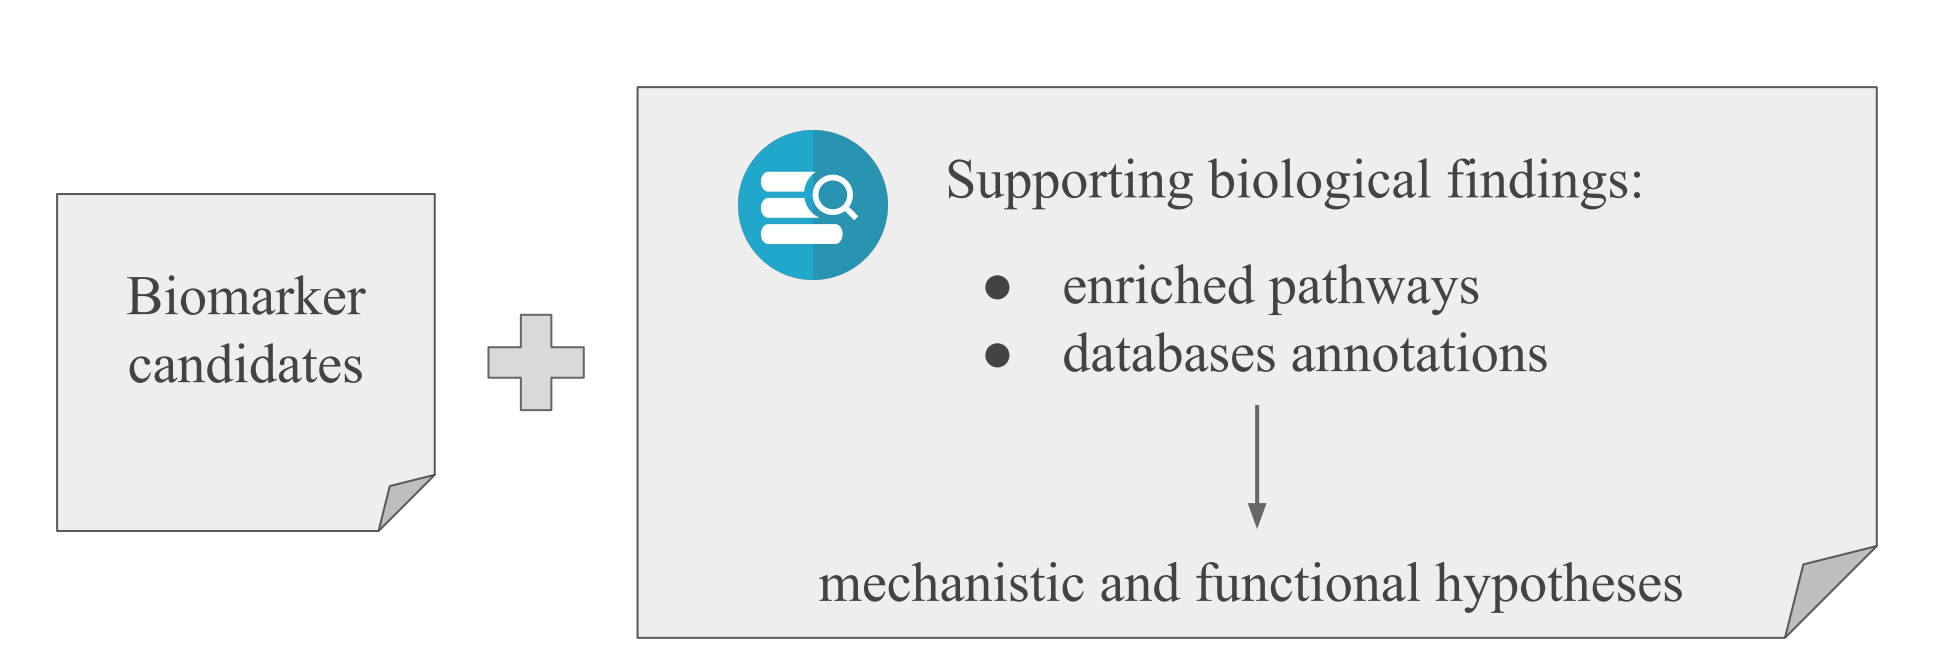 Biomarker
candidates
Supporting biological findings:
● enriched pathways
● databases annotations
mechanistic and functional hypotheses